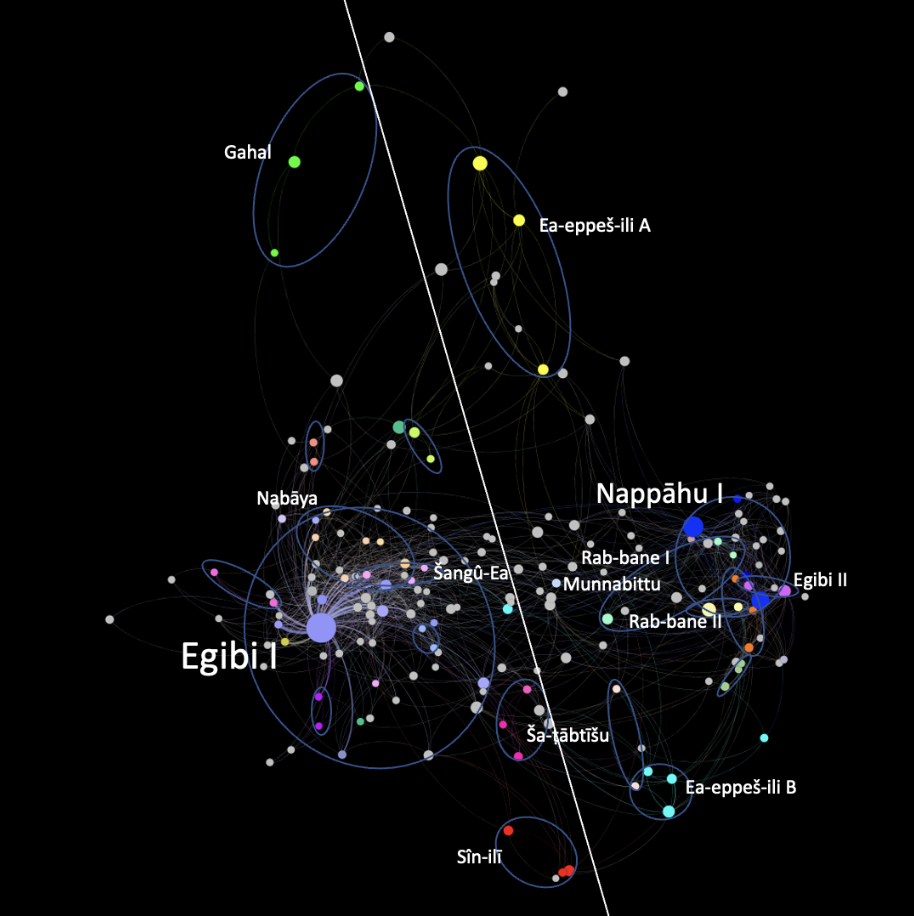 Gahal
Ea-eppeš-ili A
Nabāya
Nappāhu I
Šangû-Ea
Rab-bane I
Munnabittu
Egibi II
Rab-bane II
Egibi I
Ša-ṭābtīšu
Ea-eppeš-ili B
Sîn-ilī